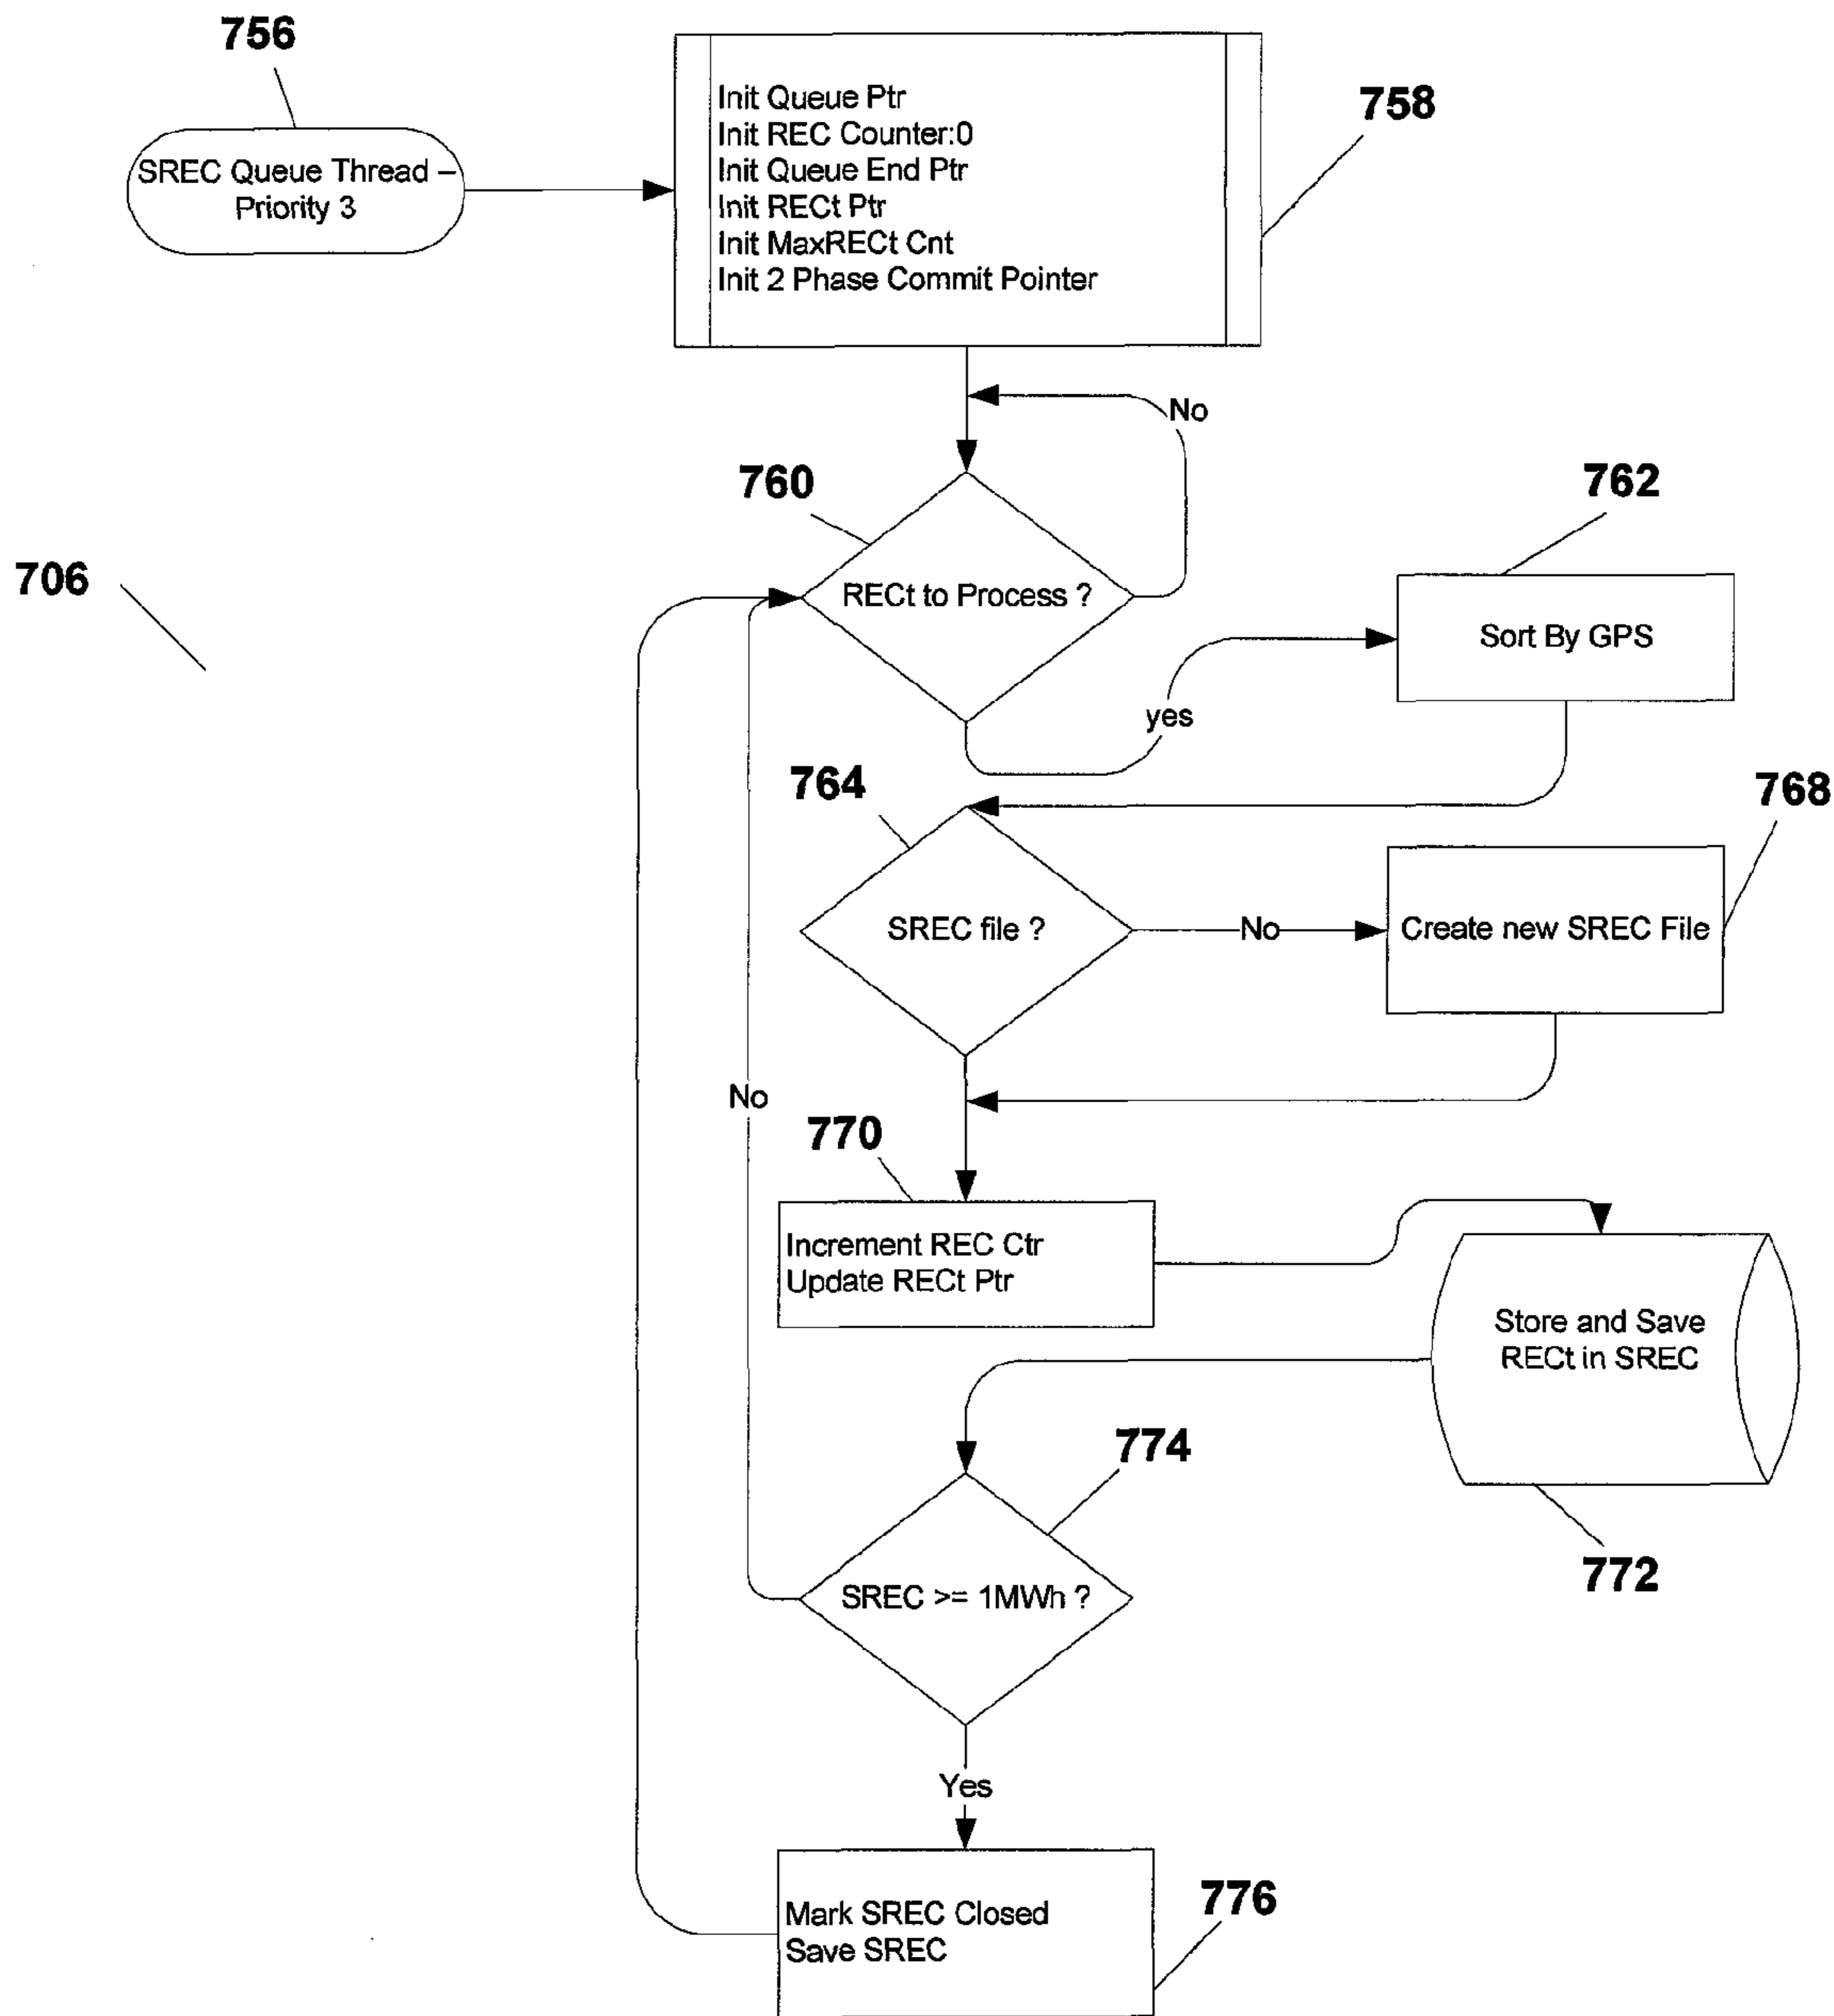 756
SREC Queue Thread –
Priority 3
Init Queue Ptr
Init REC Counter:0
Init Queue End Ptr
Init RECt Ptr
Init MaxRECt Cnt
Init 2 Phase Commit Pointer
758
No
760
RECt to Process ?
762
Sort By GPS
706
yes
764
SREC file ?
No
768
Create new SREC File
No
770
Increment REC Ctr
Update RECt Ptr
Store and Save
RECt in SREC
772
774
SREC >= 1MWh ?
Yes
Mark SREC Closed
Save SREC
776